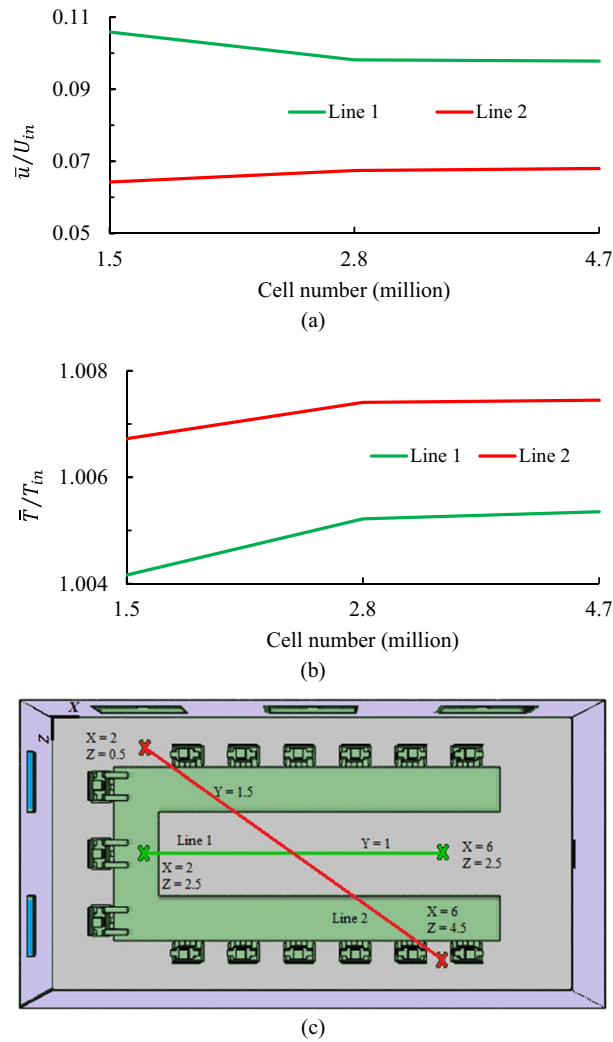 0.11
0.09
0.07
0.05
ū/U_in
Line 1
Line 2
1.5
2.8
4.7
Cell number (million)
(a)
1.008
1.006
1.004
T̿/T_in
Line 1
Line 2
1.5
2.8
4.7
Cell number (million)
(b)
X
Z
X = 2
Z = 0.5
Y = 1.5
Line 1
Y = 1
X = 6
Z = 2.5
X = 2
Z = 2.5
Line 2
X = 6
Z = 4.5
(c)